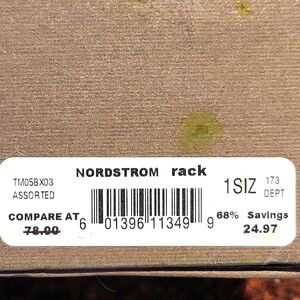 NORDSTROM rack
TM05BX03
ASSORTED
1SIZ
173
DEPT
COMPARE AT
78.00
6 01396 11349 9
68% Savings
24.97